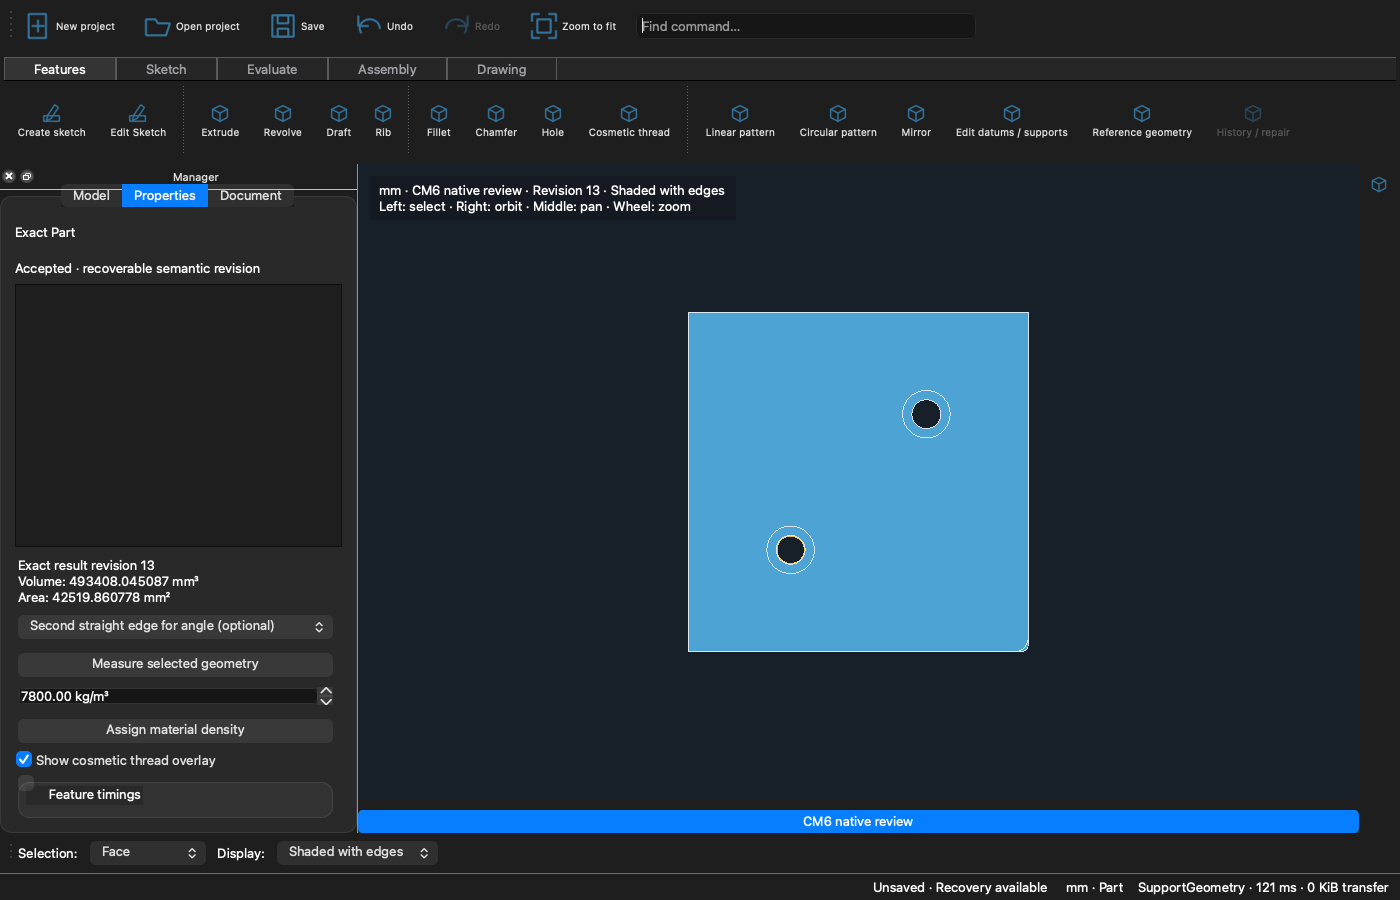 New project
Open project
Save
Undo
Redo
Zoom to fit
Find command...
Features
Sketch
Evaluate
Assembly
Drawing
Create sketch
Edit Sketch
Extrude
Revolve
Draft
Rib
Fillet
Chamfer
Hole
Cosmetic thread
Linear pattern
Circular pattern
Mirror
Edit datums / supports
Reference geometry
History / repair
Manager
Model
Properties
Document
Exact Part
Accepted · recoverable semantic revision
Exact result revision 13
Volume: 493408.045087 mm³
Area: 42519.860778 mm²
Second straight edge for angle (optional)
Measure selected geometry
7800.00 kg/m³
Assign material density
Show cosmetic thread overlay
Feature timings
mm · CM6 native review · Revision 13 · Shaded with edges
Left: select · Right: orbit · Middle: pan · Wheel: zoom
CM6 native review
Selection:
Face
Display:
Shaded with edges
Unsaved · Recovery available
mm · Part
SupportGeometry · 121 ms · 0 KiB transfer